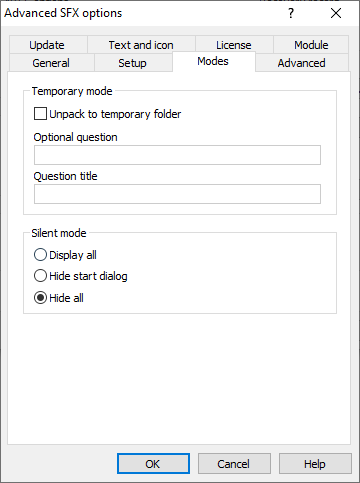 Advanced SFX options ?
Update Text and icon License Module
General Setup Modes Advanced
Temporary mode
Unpack to temporary folder
Optional question
Question title
Silent mode
Display all
Hide start dialog
Hide all
OK Cancel Help